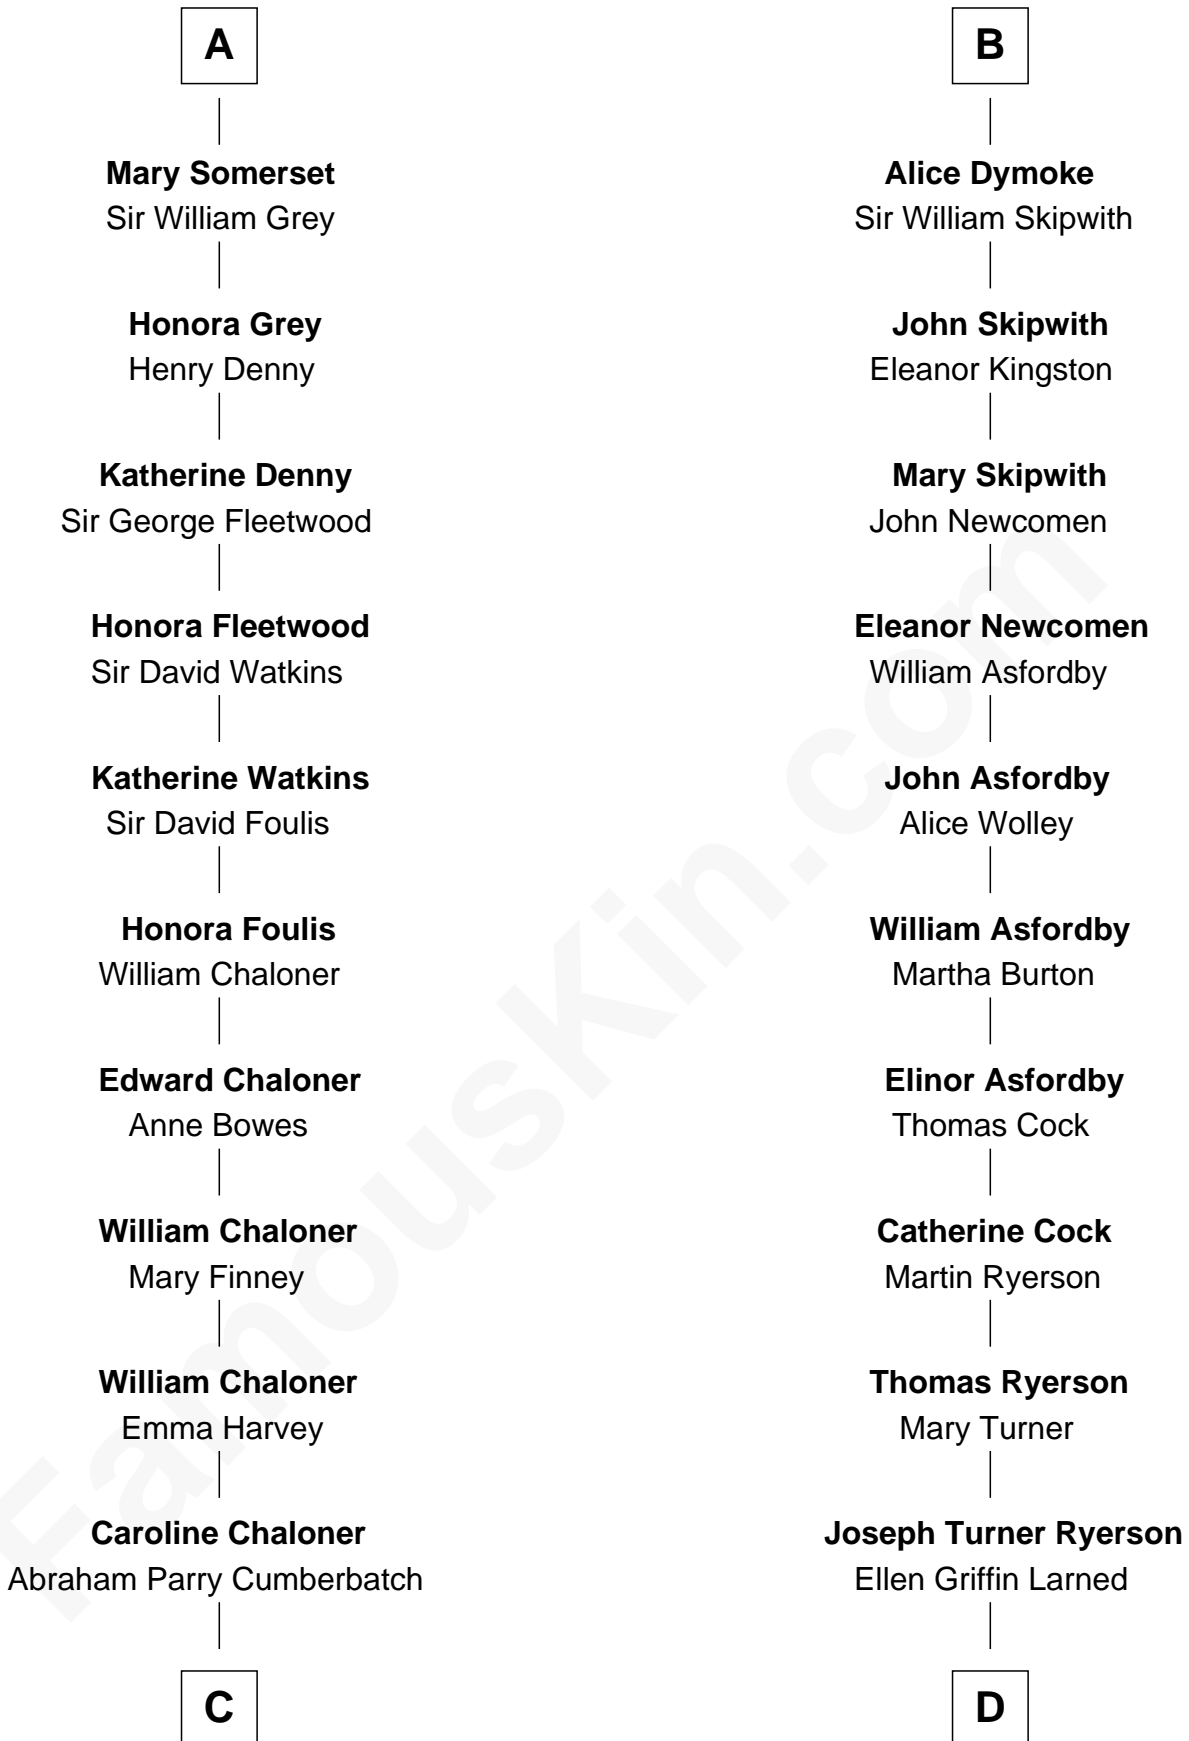 A
Mary Somerset
Sir William Grey
Honora Grey
Henry Denny
Katherine Denny
Sir George Fleetwood
Honora Fleetwood
Sir David Watkins
Katherine Watkins
Sir David Foulis
Honora Foulis
William Chaloner
Edward Chaloner
Anne Bowes
William Chaloner
Mary Finney
William Chaloner
Emma Harvey
Caroline Chaloner
Abraham Parry Cumberbatch
C
B
Alice Dymoke
Sir William Skipwith
John Skipwith
Eleanor Kingston
Mary Skipwith
John Newcomen
Eleanor Newcomen
William Asfordby
John Asfordby
Alice Wolley
William Asfordby
Martha Burton
Elinor Asfordby
Thomas Cock
Catherine Cock
Martin Ryerson
Thomas Ryerson
Mary Turner
Joseph Turner Ryerson
Ellen Griffin Larned
D
FamousKin.com